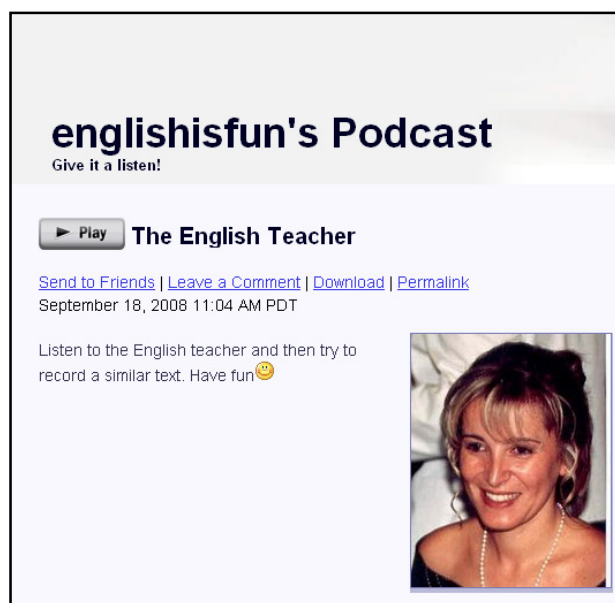 englishisfun's Podcast
Give it a listen!
Play The English Teacher
Send to Friends | Leave a Comment | Download | Permalink
September 18, 2008 11:04 AM PDT
Listen to the English teacher and then try to
record a similar text. Have fun